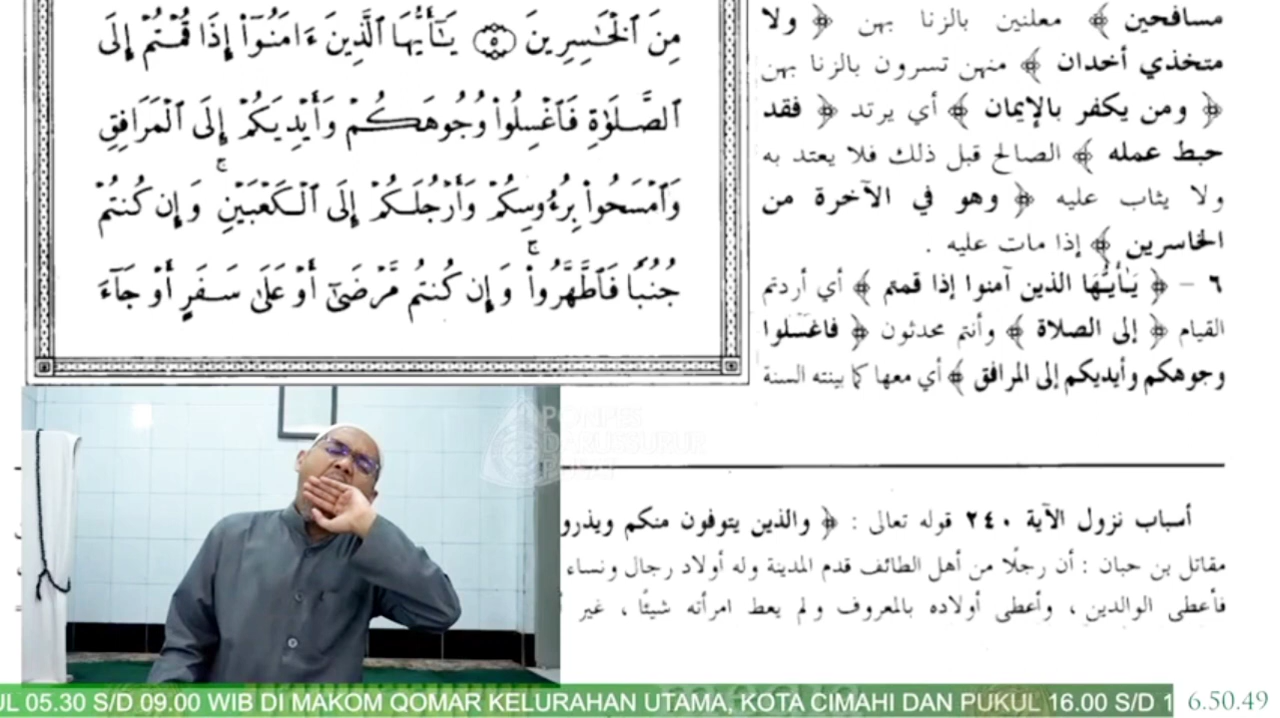 مِنَ ٱلْخَـٰسِرِينَ ۝٥ يَـٰٓأَيُّهَا ٱلَّذِينَ ءَامَنُوٓا۟ إِذَا قُمْتُمْ إِلَى
ٱلصَّلَوٰةِ فَٱغْسِلُوا۟ وُجُوهَكُمْ وَأَيْدِيَكُمْ إِلَى ٱلْمَرَافِقِ
وَٱمْسَحُوا۟ بِرُءُوسِكُمْ وَأَرْجُلَكُمْ إِلَى ٱلْكَعْبَيْنِ ۚ وَإِن كُنتُمْ
جُنُبًا فَٱطَّهَّرُوا۟ ۚ وَإِن كُنتُم مَّرْضَىٰٓ أَوْ عَلَىٰ سَفَرٍ أَوْ جَآءَ
مسافحين ﴾ معلنين بالزنا بهن ﴿ ولا
متخذي أخدان ﴾ منهن تسرون بالزنا بهن
﴿ ومن يكفر بالإيمان ﴾ أي يرتد ﴿ فقد
حبط عمله ﴾ الصالح قبل ذلك فلا يعتد به
ولا يثاب عليه ﴿ وهو في الآخرة من
الخاسرين ﴾ إذا مات عليه .
٦ – ﴿ يَـٰأَيُّهَا الذين آمنوا إذا قمتم ﴾ أي أردتم
القيام ﴿ إلى الصلاة ﴾ وأنتم محدثون ﴿ فاغسلوا
وجوهكم وأيديكم إلى المرافق ﴾ أي معها كما بينته السنة
PONPES
DARUSSURUR
أسباب نزول الآية ٢٤٠ قوله تعالى : ﴿ والذين يتوفون منكم ويذرو
مقاتل بن حبان : أن رجلًا من أهل الطائف قدم المدينة وله أولاد رجال ونساء
فأعطى الوالدين ، وأعطى أولاده بالمعروف ولم يعط امرأته شيئًا ، غير
UL 05.30 S/D 09.00 WIB DI MAKOM QOMAR KELURAHAN UTAMA, KOTA CIMAHI DAN PUKUL 16.00 S/D 1
6.50.49